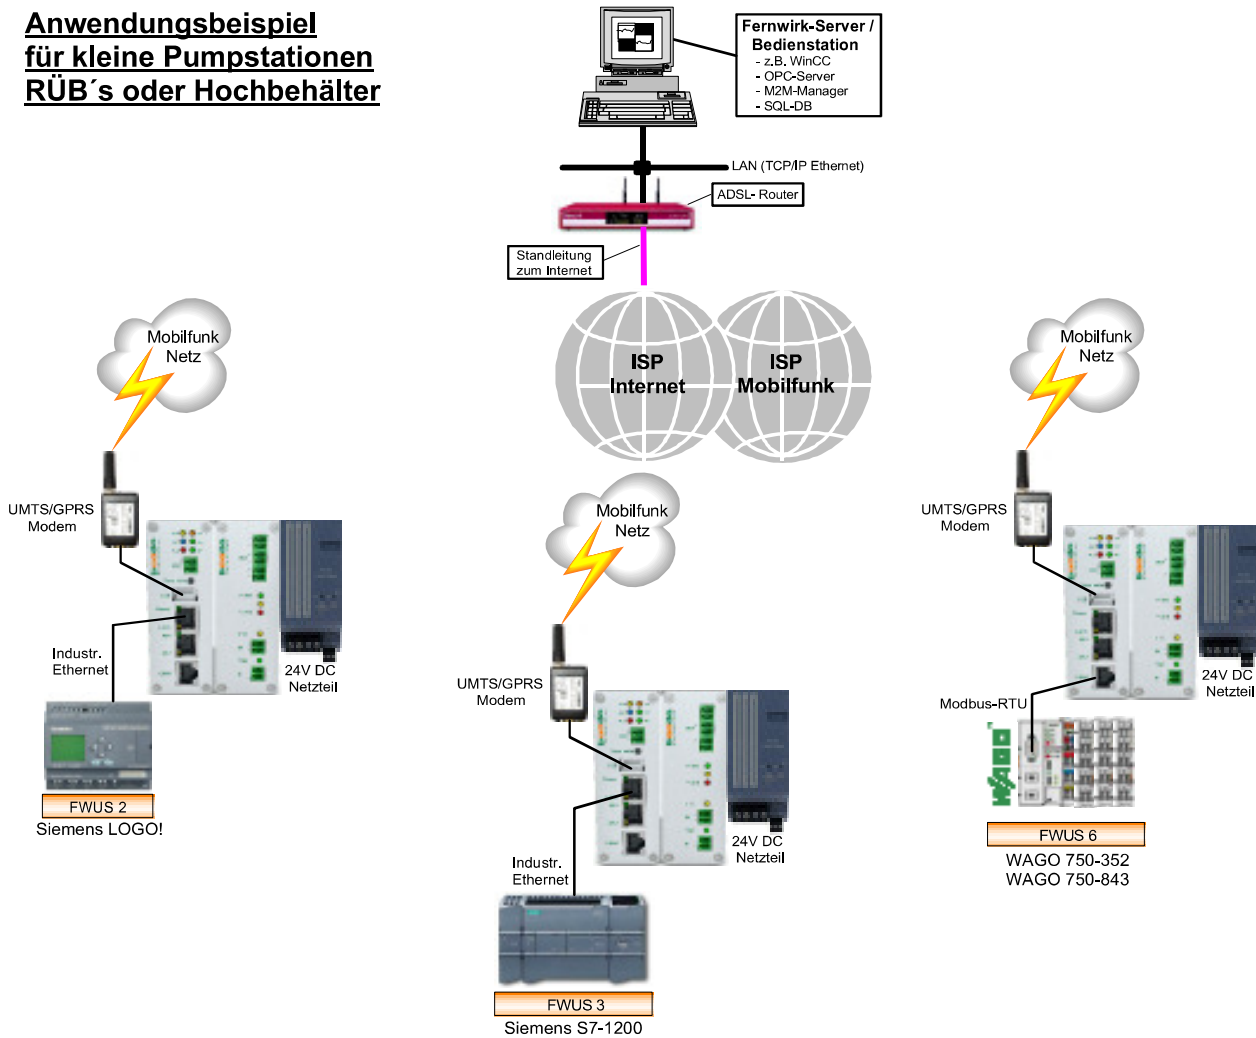 Anwendungsbeispiel
für kleine Pumpstationen
RÜB´s oder Hochbehälter
Fernwirk-Server /
Bedienstation
- z.B. WinCC
- OPC-Server
- M2M-Manager
- SQL-DB
LAN (TCP/IP Ethernet)
ADSL- Router
Standleitung
zum Internet
ISP
Internet
ISP
Mobilfunk
Mobilfunk
Netz
UMTS/GPRS
Modem
Industr.
Ethernet
24V DC
Netzteil
FWUS 2
Siemens LOGO!
Mobilfunk
Netz
UMTS/GPRS
Modem
Industr.
Ethernet
24V DC
Netzteil
FWUS 3
Siemens S7-1200
Mobilfunk
Netz
UMTS/GPRS
Modem
Modbus-RTU
24V DC
Netzteil
WAGO
FWUS 6
WAGO 750-352
WAGO 750-843